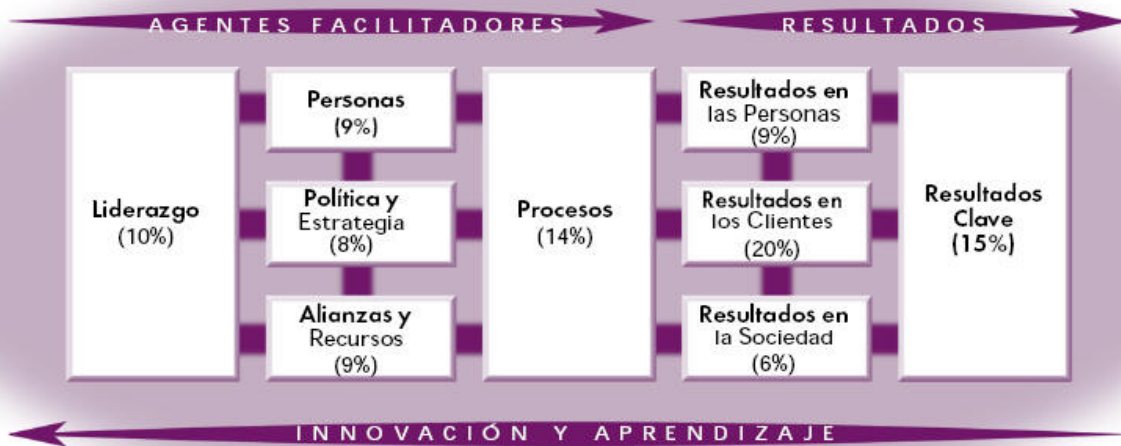 AGENTES FACILITADORES
RESULTADOS
Liderazgo
(10%)
Personas
(9%)
Política y
Estrategia
(8%)
Alianzas y
Recursos
(9%)
Procesos
(14%)
Resultados en
las Personas
(9%)
Resultados en
los Clientes
(20%)
Resultados en
la Sociedad
(6%)
Resultados
Clave
(15%)
INNOVACIÓN Y APRENDIZAJE